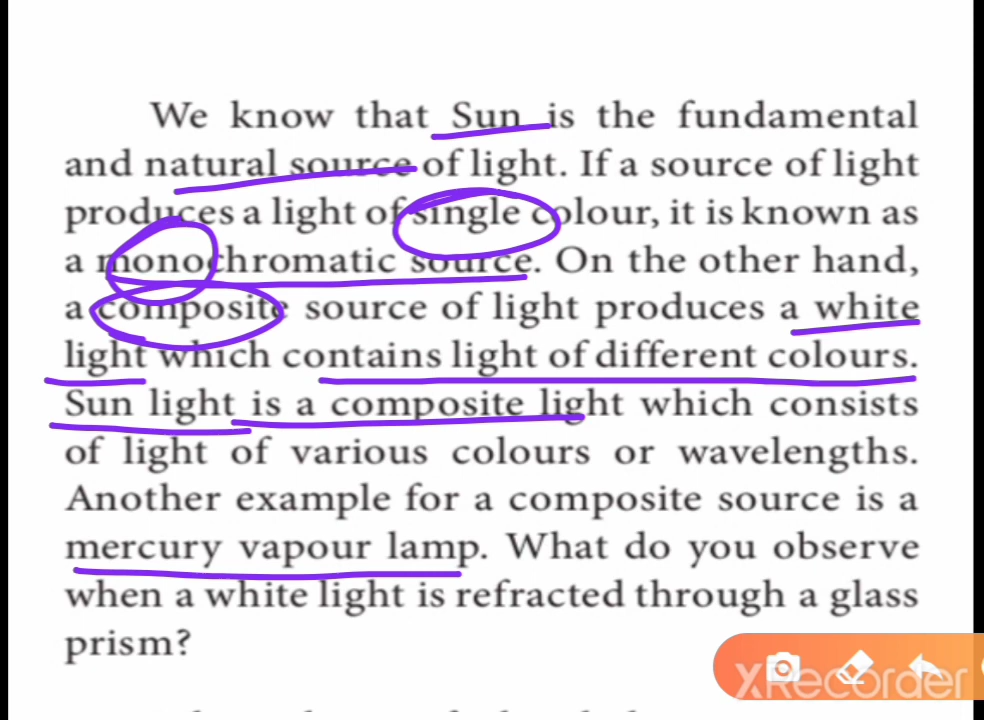 We know that Sun is the fundamental
and natural source of light. If a source of light
produces a light of single colour, it is known as
a monochromatic source. On the other hand,
a composite source of light produces a white
light which contains light of different colours.
Sun light is a composite light which consists
of light of various colours or wavelengths.
Another example for a composite source is a
mercury vapour lamp. What do you observe
when a white light is refracted through a glass
prism?
XRecorder